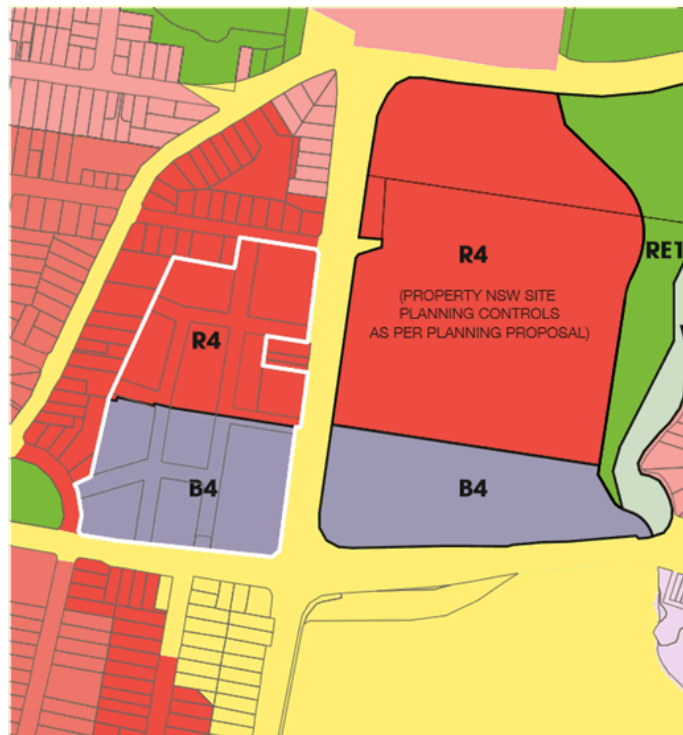 R4
(PROPERTY NSW SITE
PLANNING CONTROLS
AS PER PLANNING PROPOSAL)
RE1
R4
B4
B4